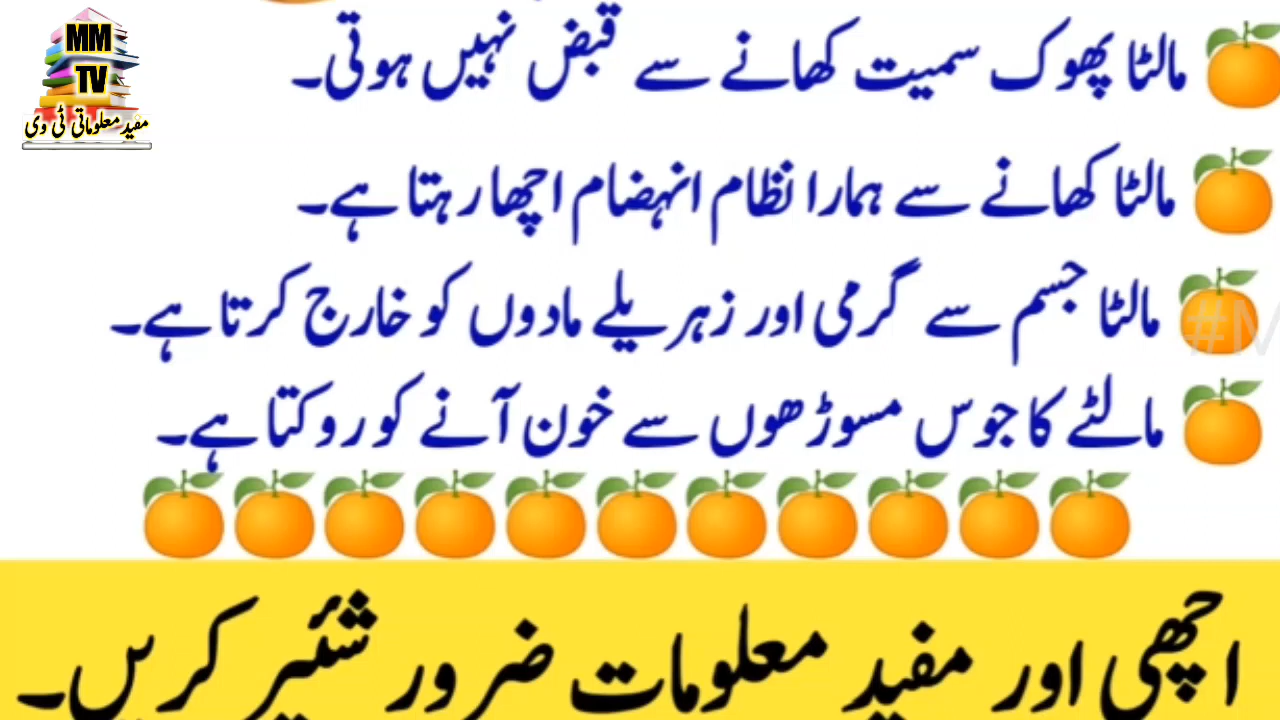 MM
TV
مفید معلوماتی ٹی وی
مالٹا پھوک سمیت کھانے سے قبض نہیں ہوتی۔
مالٹا کھانے سے ہمارا نظام انہضام اچھا رہتا ہے۔
مالٹا جسم سے گرمی اور زہریلے مادوں کو خارج کرتا ہے۔
#M
مالٹے کا جوس مسوڑھوں سے خون آنے کو روکتا ہے۔
اچھی اور مفید معلومات ضرور شئیر کریں۔